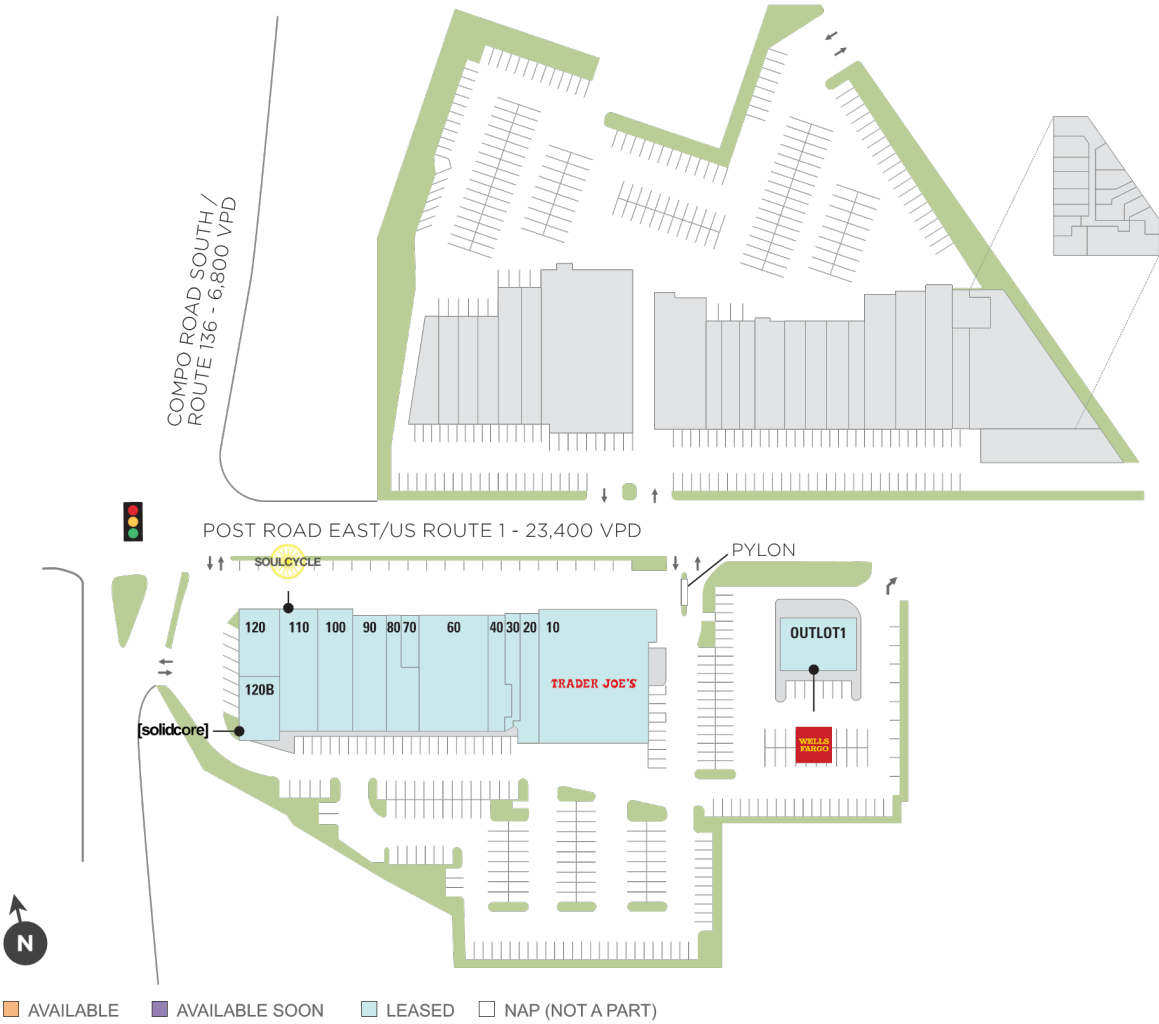 COMPO ROAD SOUTH /
ROUTE 136 - 6,800 VPD
POST ROAD EAST/US ROUTE 1 - 23,400 VPD
PYLON
SOULCYCLE
120
110
100
90
80
70
60
40
30
20
10
OUTLOT1
120B
TRADER JOE'S
[solidcore]
WELLS
FARGO
N
AVAILABLE
AVAILABLE SOON
LEASED
NAP (NOT A PART)